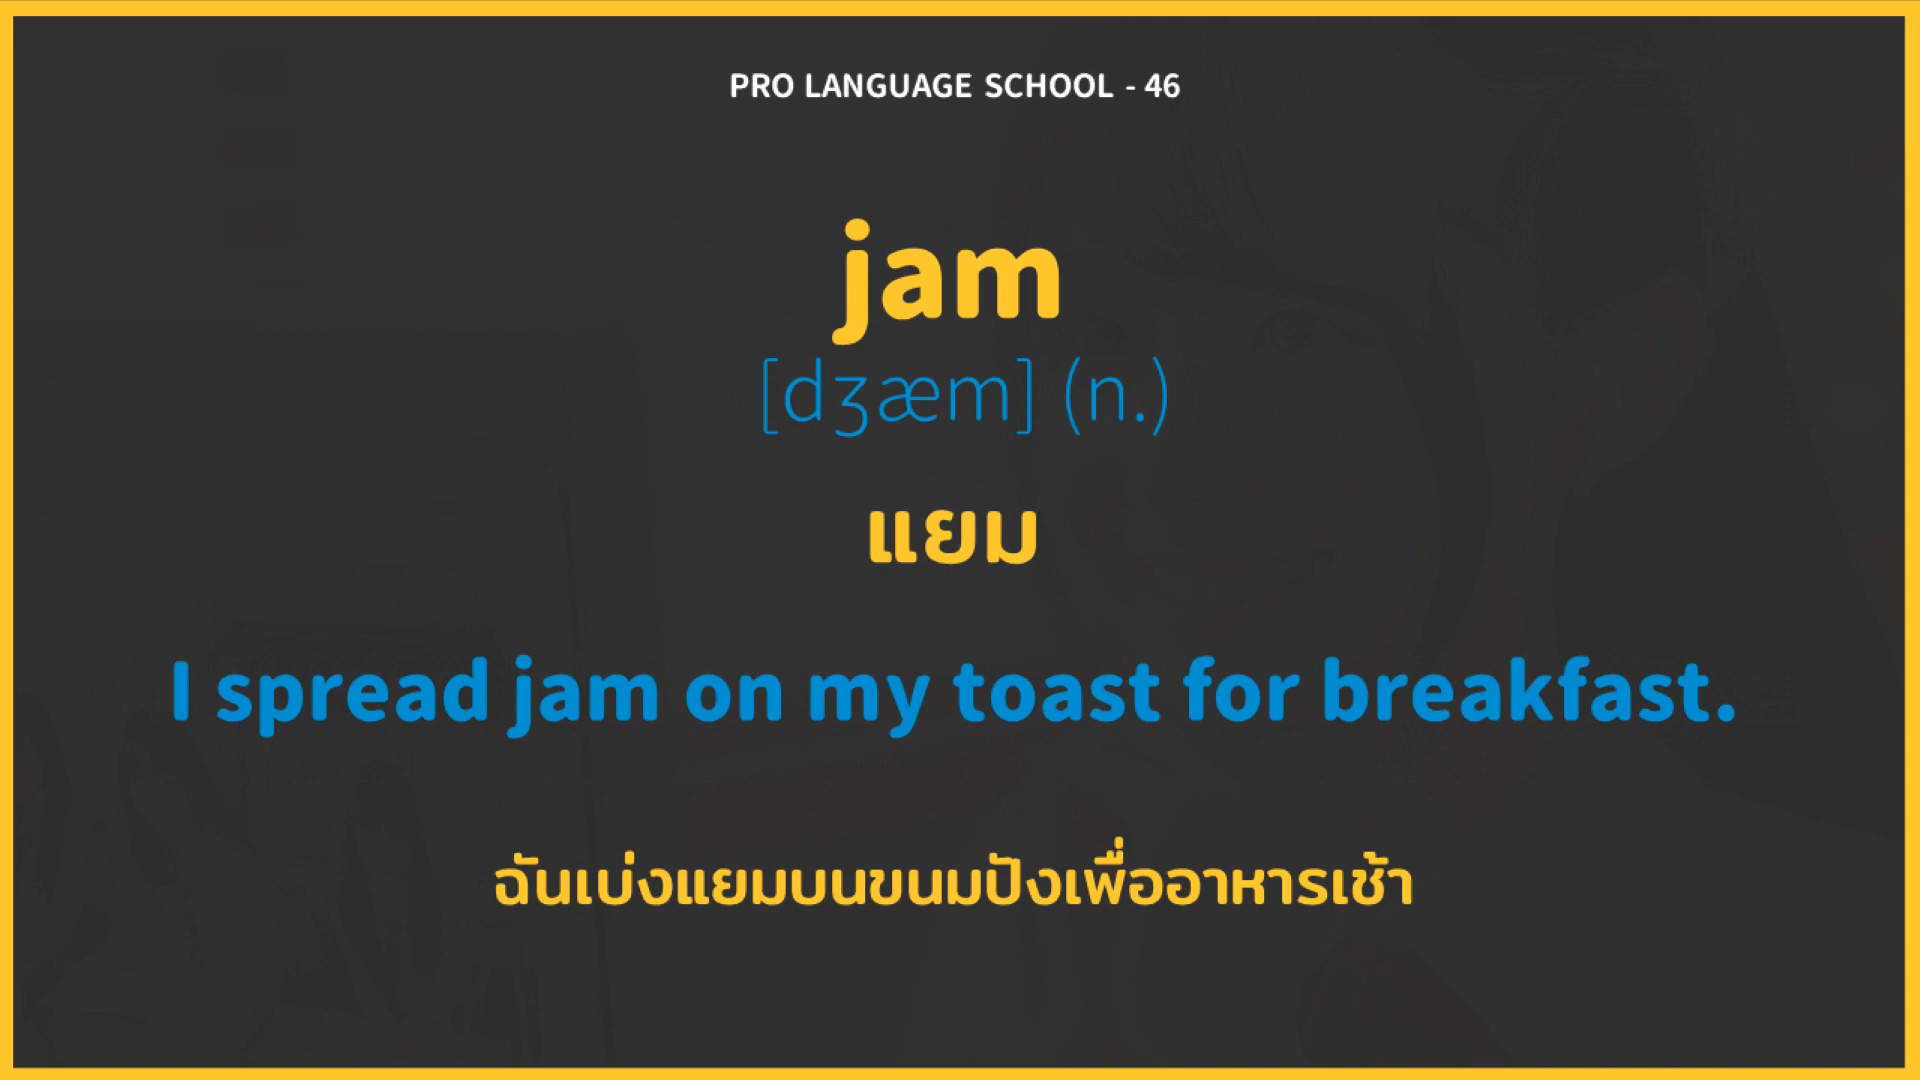 PRO LANGUAGE SCHOOL - 46
jam
[dʒæm] (n.)
แยม
I spread jam on my toast for breakfast.
ฉันเบ่งแยมบนขนมปังเพื่ออาหารเช้า